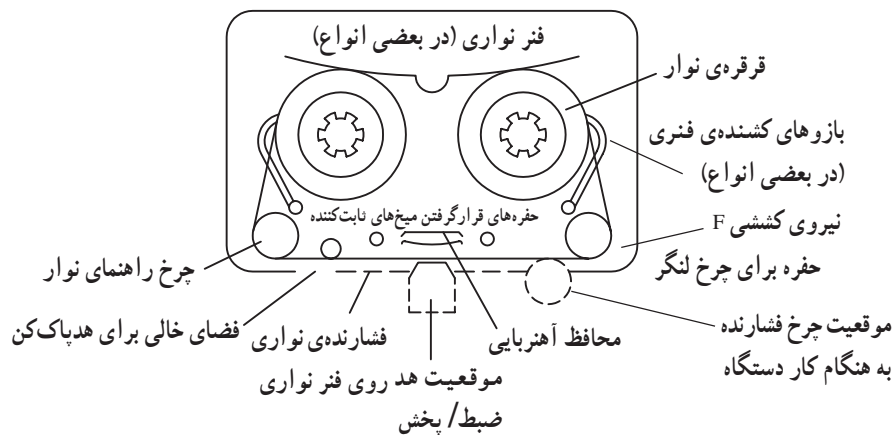 فنر نواری (در بعضی انواع)
قرقره‌ی نوار
بازوهای کشنده‌ی فنری
(در بعضی انواع)
حفره‌های قرارگرفتن میخ‌های ثابت‌کننده
نیروی کششی F
حفره برای چرخ لنگر
چرخ راهنمای نوار
موقعیت چرخ فشارنده
به هنگام کار دستگاه
محافظ آهنربایی
فشارنده‌ی نواری
فضای خالی برای هدپاک‌کن
موقعیت هد روی فنر نواری
ضبط/ پخش